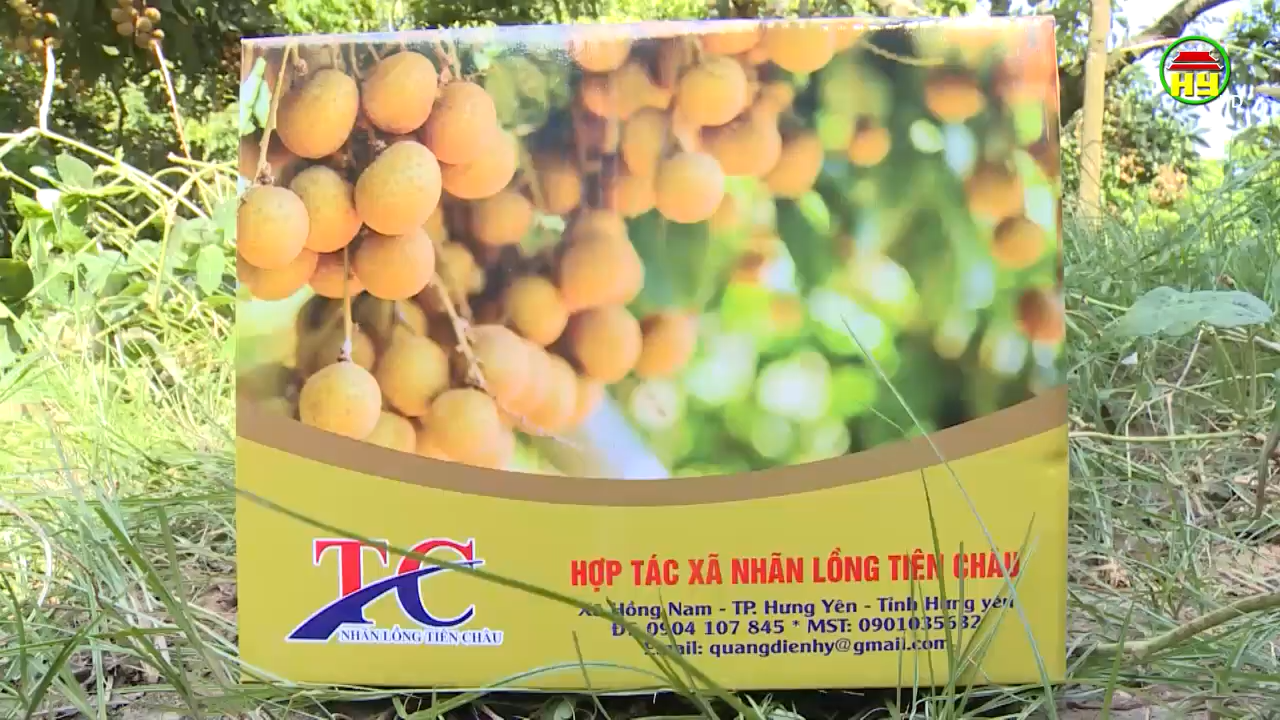 HY
TC
NHÃN LỒNG TIÊN CHÂU
HỢP TÁC XÃ NHÃN LỒNG TIÊN CHÂU
Xã Hồng Nam - TP. Hưng Yên - Tỉnh Hưng yên
ĐT: 0904 107 845 * MST: 0901035632
Email: quangdienhy@gmail.com